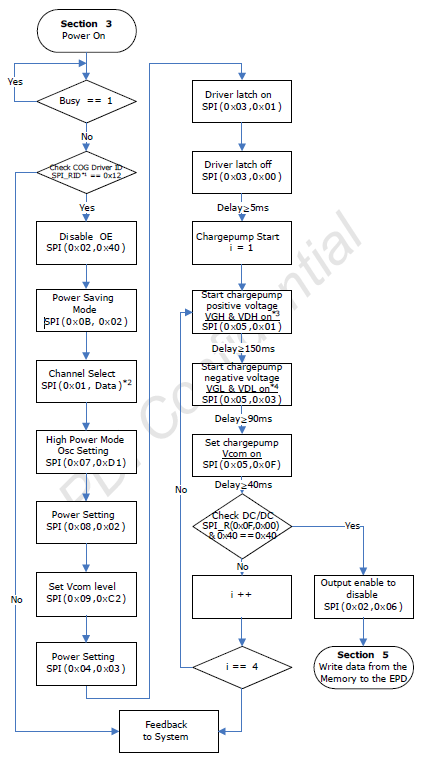 Section 3
Power On
Yes
Busy == 1
No
Check COG Driver ID
SPI_RID*1 == 0x12
Yes
Disable OE
SPI(0x02,0x40)
Power Saving
Mode
SPI(0x0B, 0x02)
Channel Select
SPI(0x01, Data)*2
High Power Mode
Osc Setting
SPI(0x07,0xD1)
Power Setting
SPI(0x08,0x02)
Set Vcom level
SPI(0x09,0xC2)
No
Power Setting
SPI(0x04,0x03)
Driver latch on
SPI(0x03,0x01)
Driver latch off
SPI(0x03,0x00)
Delay≥5ms
Chargepump Start
i = 1
Start chargepump
positive voltage
VGH & VDH on*3
SPI(0x05,0x01)
Delay≥150ms
Start chargepump
negative voltage
VGL & VDL on*4
SPI(0x05,0x03)
Delay≥90ms
Set chargepump
Vcom on
SPI(0x05,0x0F)
Delay≥40ms
No
Check DC/DC
SPI_R(0x0F,0x00)
& 0x40 ==0x40
Yes
No
i ++
Output enable to
disable
SPI(0x02,0x06)
i == 4
Section 5
Write data from the
Memory to the EPD
Feedback
to System
Confidential